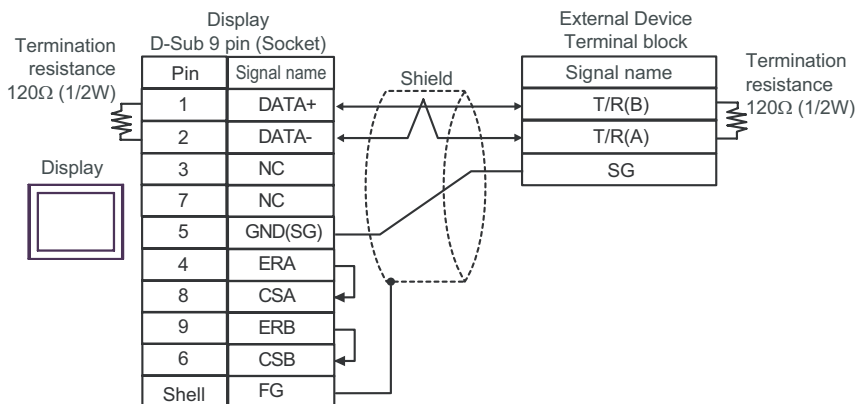 Display
D-Sub 9 pin (Socket)
External Device
Terminal block
Termination
resistance
120Ω (1/2W)
Pin Signal name
1 DATA+
2 DATA-
3 NC
7 NC
5 GND(SG)
4 ERA
8 CSA
9 ERB
6 CSB
Shell FG
Display
Shield
Signal name
T/R(B)
T/R(A)
SG
Termination
resistance
120Ω (1/2W)